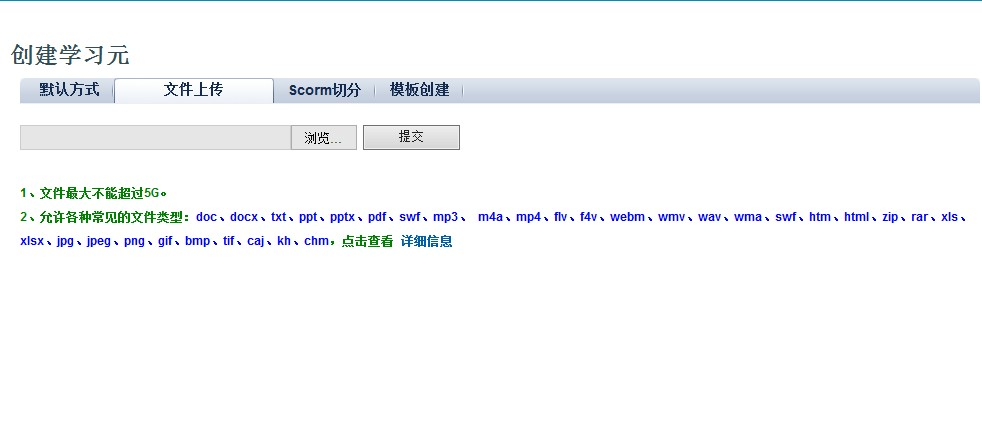 创建学习元
默认方式 文件上传 Scorm切分 模板创建
浏览... 提交
1、文件最大不能超过5G。
2、允许各种常见的文件类型：doc、docx、txt、ppt、pptx、pdf、swf、mp3、 m4a、mp4、flv、f4v、webm、wmv、wav、wma、swf、htm、html、zip、rar、xls、
xlsx、jpg、jpeg、png、gif、bmp、tif、caj、kh、chm，点击查看 详细信息